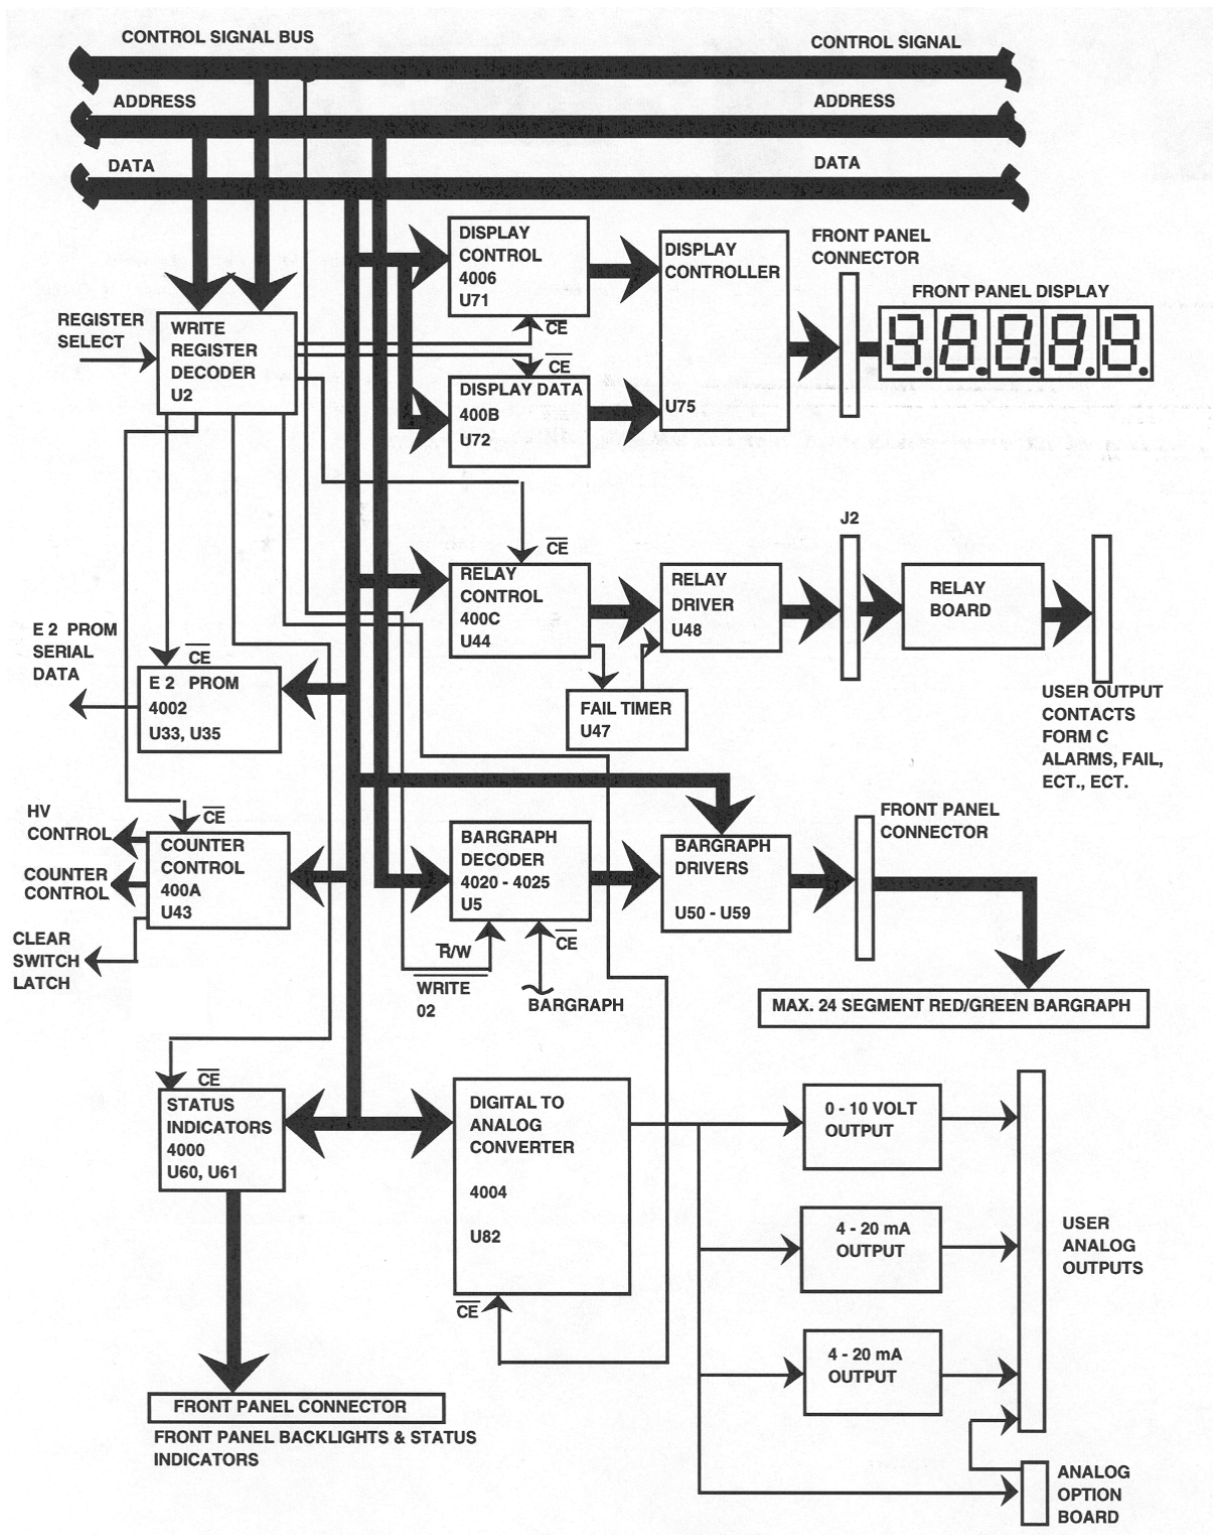 CONTROL SIGNAL BUS
CONTROL SIGNAL
ADDRESS
ADDRESS
DATA
DATA
REGISTER
SELECT
WRITE
REGISTER
DECODER
U2
DISPLAY
CONTROL
4006
U71
CE
CE
DISPLAY DATA
400B
U72
DISPLAY
CONTROLLER
U75
FRONT PANEL
CONNECTOR
FRONT PANEL DISPLAY
CE
RELAY
CONTROL
400C
U44
RELAY
DRIVER
U48
J2
RELAY
BOARD
FAIL TIMER
U47
USER OUTPUT
CONTACTS
FORM C
ALARMS, FAIL,
ECT., ECT.
E 2 PROM
SERIAL
DATA
CE
E 2 PROM
4002
U33, U35
HV
CONTROL
COUNTER
CONTROL
CLEAR
SWITCH
LATCH
CE
COUNTER
CONTROL
400A
U43
BARGRAPH
DECODER
4020 - 4025
U5
R/W
WRITE
02
CE
BARGRAPH
BARGRAPH
DRIVERS
U50 - U59
FRONT PANEL
CONNECTOR
MAX. 24 SEGMENT RED/GREEN BARGRAPH
CE
STATUS
INDICATORS
4000
U60, U61
DIGITAL TO
ANALOG
CONVERTER
4004
U82
CE
0 - 10 VOLT
OUTPUT
4 - 20 mA
OUTPUT
4 - 20 mA
OUTPUT
USER
ANALOG
OUTPUTS
ANALOG
OPTION
BOARD
FRONT PANEL CONNECTOR
FRONT PANEL BACKLIGHTS & STATUS
INDICATORS